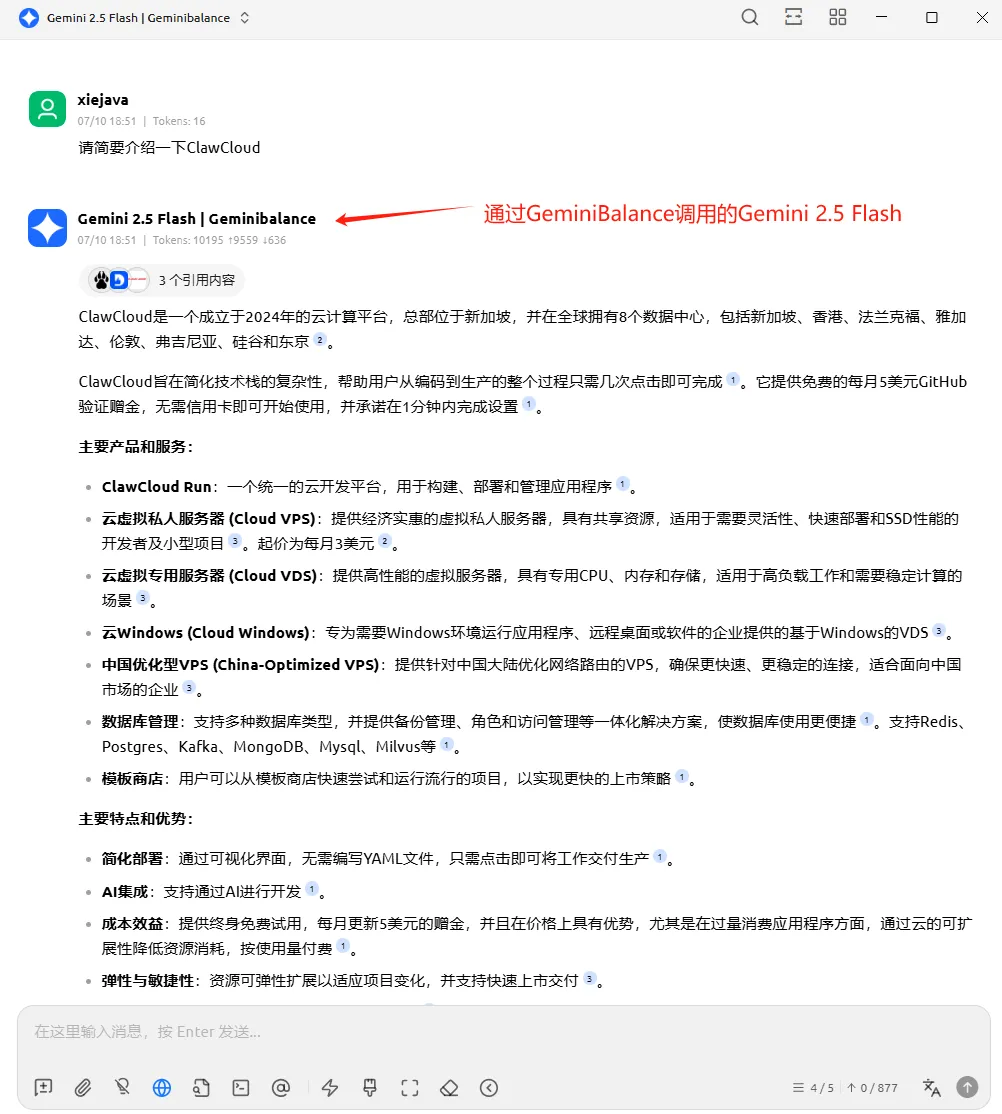 Gemini 2.5 Flash | Geminibalance
xiejava
07/10 18:51 | Tokens: 16
请简要介绍一下ClawCloud
Gemini 2.5 Flash | Geminibalance
通过GeminiBalance调用的Gemini 2.5 Flash
07/10 18:51 | Tokens: 10195 ↑9559 ↓636
3 个引用内容
ClawCloud是一个成立于2024年的云计算平台，总部位于新加坡，并在全球拥有8个数据中心，包括新加坡、香港、法兰克福、雅加
达、伦敦、弗吉尼亚、硅谷和东京 2 。
ClawCloud旨在简化技术栈的复杂性，帮助用户从编码到生产的整个过程只需几次点击即可完成 1 。它提供免费的每月5美元GitHub
验证赠金，无需信用卡即可开始使用，并承诺在1分钟内完成设置 1 。
主要产品和服务：
ClawCloud Run：一个统一的云开发平台，用于构建、部署和管理应用程序 1 。
云虚拟私人服务器 (Cloud VPS)：提供经济实惠的虚拟私人服务器，具有共享资源，适用于需要灵活性、快速部署和SSD性能的
开发者及小型项目 3 。起价为每月3美元 2 。
云虚拟专用服务器 (Cloud VDS)：提供高性能的虚拟服务器，具有专用CPU、内存和存储，适用于高负载工作和需要稳定计算的
场景 3 。
云Windows (Cloud Windows)：专为需要Windows环境运行应用程序、远程桌面或软件的企业提供的基于Windows的VDS 3 。
中国优化型VPS (China-Optimized VPS)：提供针对中国大陆优化网络路由的VPS，确保更快速、更稳定的连接，适合面向中国
市场的企业 3 。
数据库管理：支持多种数据库类型，并提供备份管理、角色和访问管理等一体化解决方案，使数据库使用更便捷 1 。支持Redis、
Postgres、Kafka、MongoDB、Mysql、Milvus等 1 。
模板商店：用户可以从模板商店快速尝试和运行流行的项目，以实现更快的上市策略 1 。
主要特点和优势：
简化部署：通过可视化界面，无需编写YAML文件，只需点击即可将工作交付生产 1 。
AI集成：支持通过AI进行开发 1 。
成本效益：提供终身免费试用，每月更新5美元的赠金，并且在价格上具有优势，尤其是在过量消费应用程序方面，通过云的可扩
展性降低资源消耗，按使用量付费 1 。
弹性与敏捷性：资源可弹性扩展以适应项目变化，并支持快速上市交付 3 。
在这里输入消息，按 Enter 发送...
4 / 5 ↑ 0 / 877